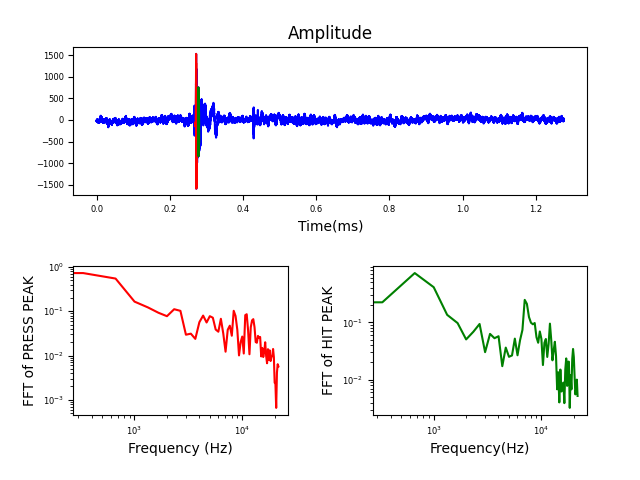 Amplitude
1500
1000
500
0
−500
−1000
−1500
0.0 0.2 0.4 0.6 0.8 1.0 1.2
Time(ms)
FFT of PRESS PEAK
10⁰
10⁻¹
10⁻²
10⁻³
10³ 10⁴
Frequency (Hz)
FFT of HIT PEAK
10⁻¹
10⁻²
10³ 10⁴
Frequency(Hz)